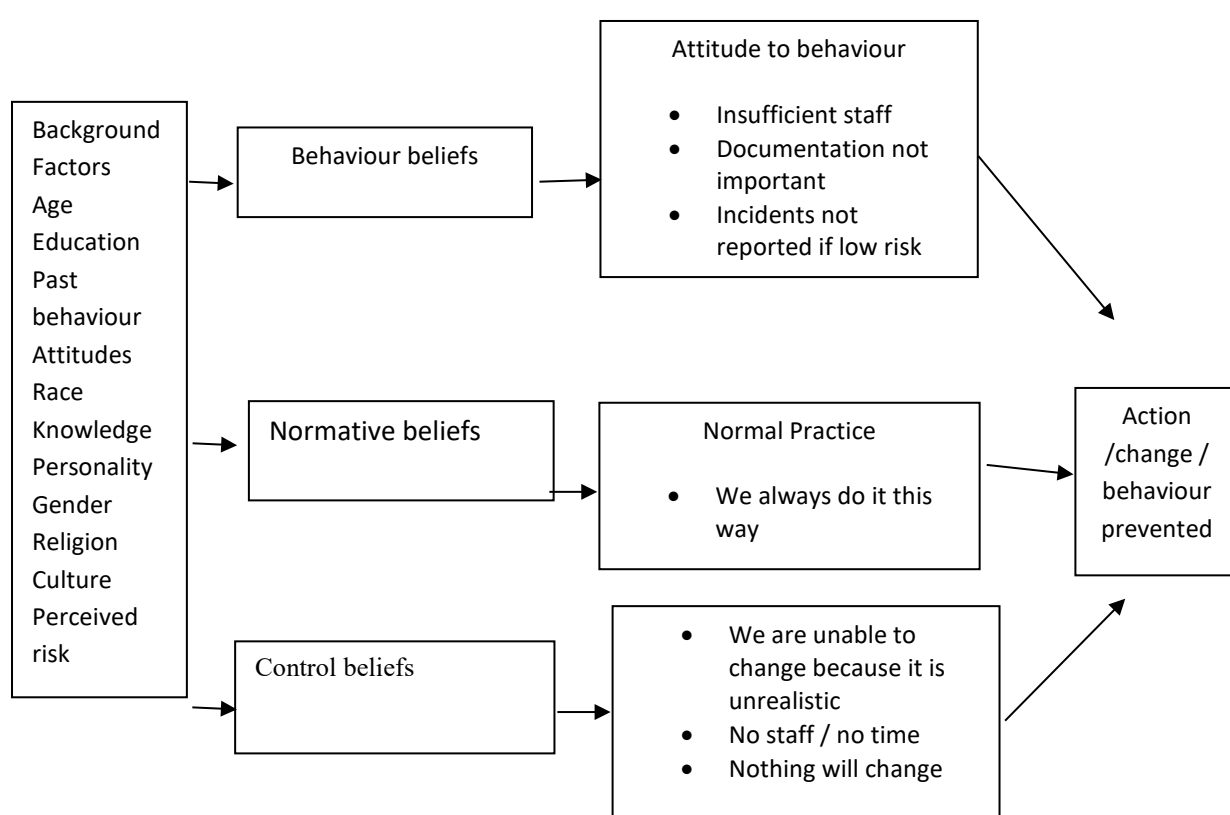 Background
Factors
Age
Education
Past
behaviour
Attitudes
Race
Knowledge
Personality
Gender
Religion
Culture
Perceived
risk
Behaviour beliefs
Attitude to behaviour
• Insufficient staff
• Documentation not
important
• Incidents not
reported if low risk
Normative beliefs
Normal Practice
• We always do it this
way
Control beliefs
• We are unable to
change because it is
unrealistic
• No staff / no time
• Nothing will change
Action
/change /
behaviour
prevented